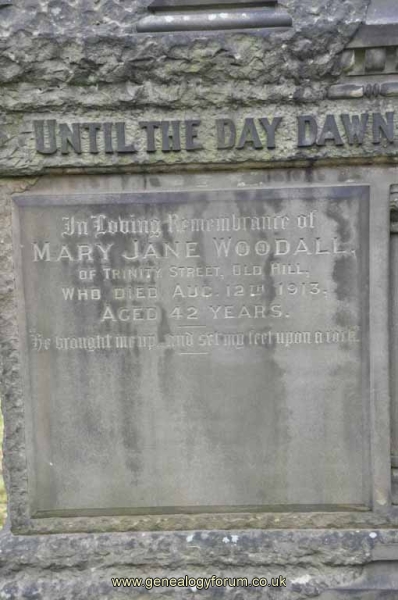 UNTIL THE DAY DAWN
In Loving Remembrance of
MARY JANE WOODALL,
OF TRINITY STREET, OLD HILL,
WHO DIED AUG. 12TH 1913.
AGED 42 YEARS.
He brought me up, and set my feet upon a rock.
www.genealogyforum.co.uk